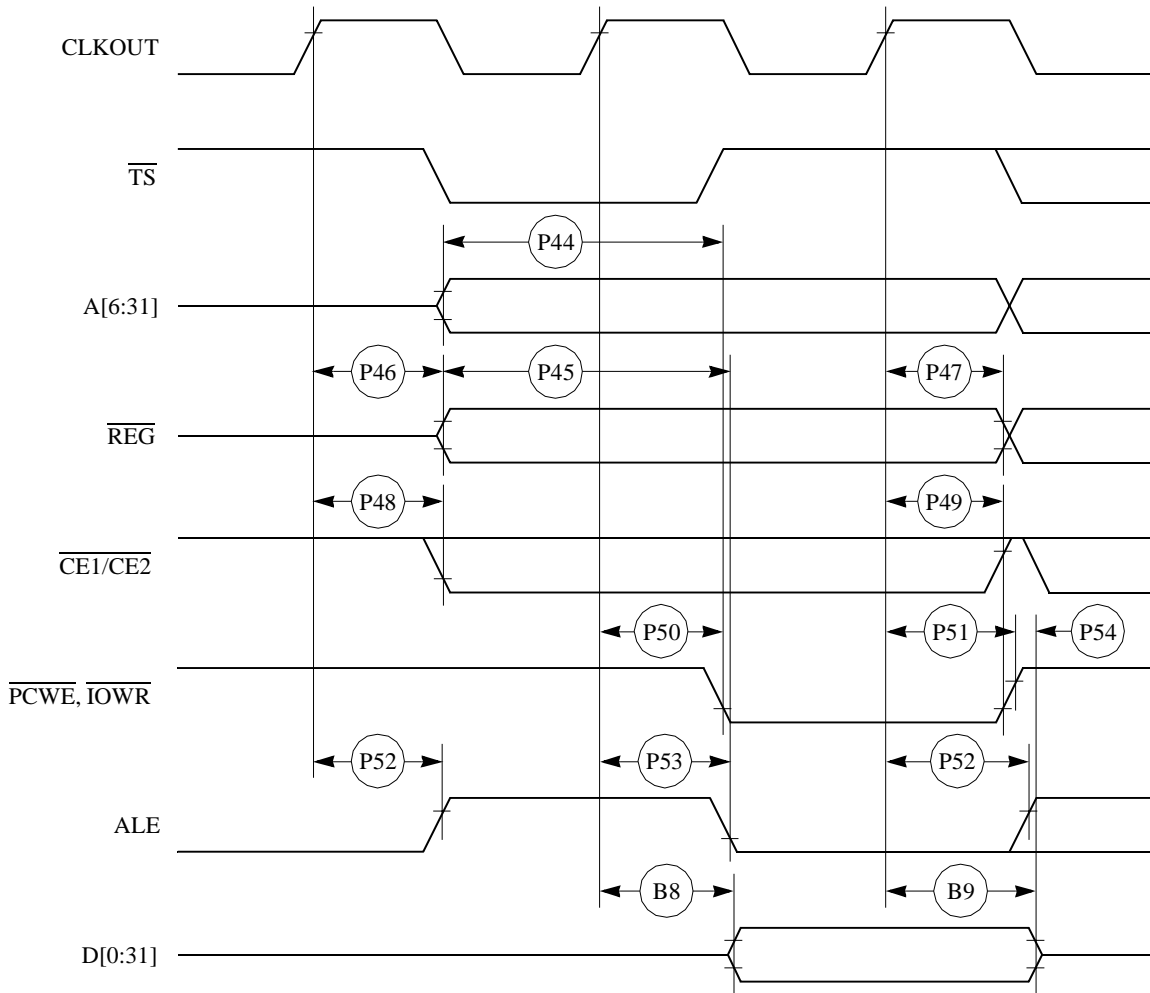 CLKOUT
TS
P44
A[6:31]
P46 P45 P47
REG
P48 P49
CE1/CE2
P50 P51 P54
PCWE, IOWR
P52 P53 P52
ALE
B8 B9
D[0:31]